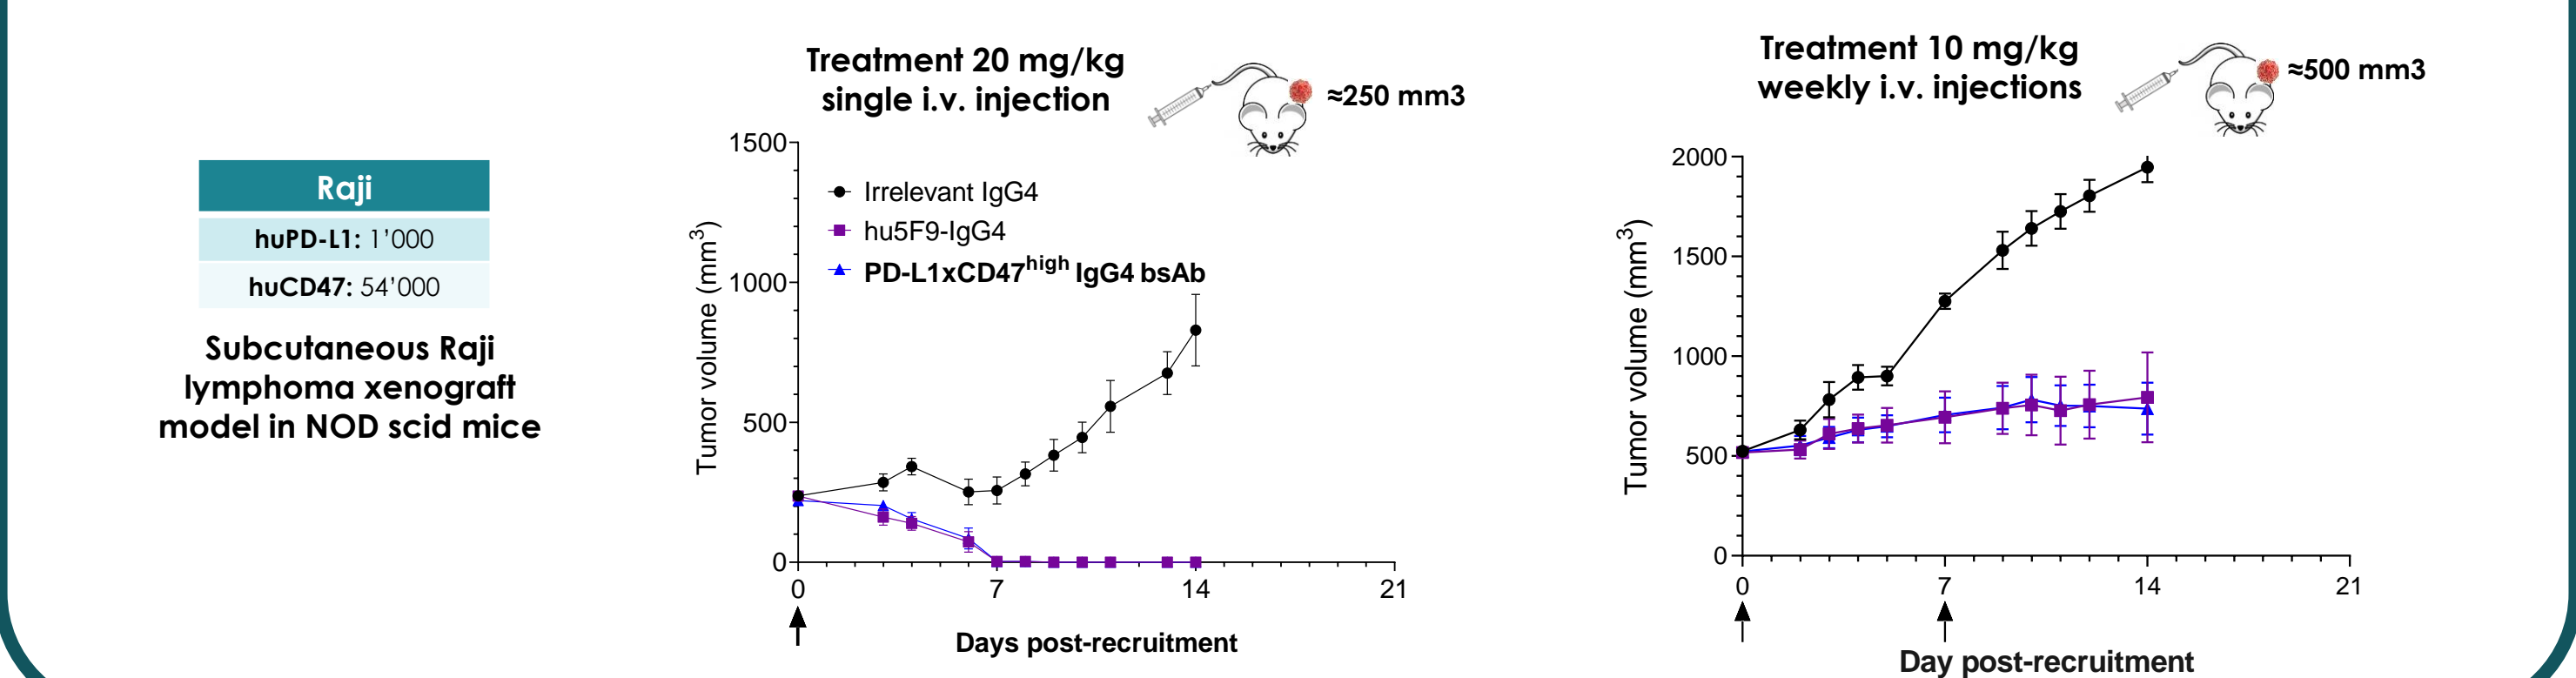 Raji
huPD-L1: 1'000
huCD47: 54'000
Subcutaneous Raji
lymphoma xenograft
model in NOD scid mice
Treatment 20 mg/kg
single i.v. injection
≈250 mm3
Tumor volume (mm³)
1500
1000
500
0
Irrelevant IgG4
hu5F9-IgG4
PD-L1xCD47ʰⁱᵍʰ IgG4 bsAb
0
7
14
21
Days post-recruitment
Treatment 10 mg/kg
weekly i.v. injections
≈500 mm3
Tumor volume (mm³)
2000
1500
1000
500
0
0
7
14
21
Day post-recruitment